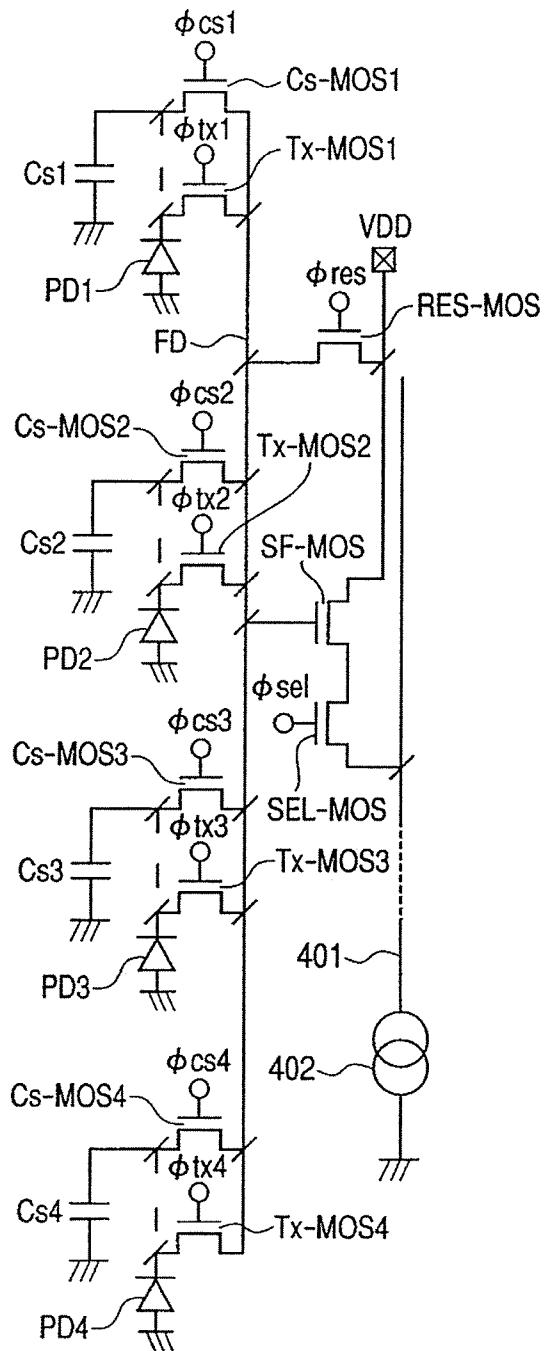 ϕcs1
Cs-MOS1
ϕtx1
Tx-MOS1
Cs1
PD1
VDD
ϕres
RES-MOS
FD
ϕcs2
Cs-MOS2
Tx-MOS2
ϕtx2
Cs2
SF-MOS
PD2
ϕsel
ϕcs3
Cs-MOS3
SEL-MOS
ϕtx3
Tx-MOS3
Cs3
401
PD3
402
ϕcs4
Cs-MOS4
ϕtx4
Cs4
Tx-MOS4
PD4